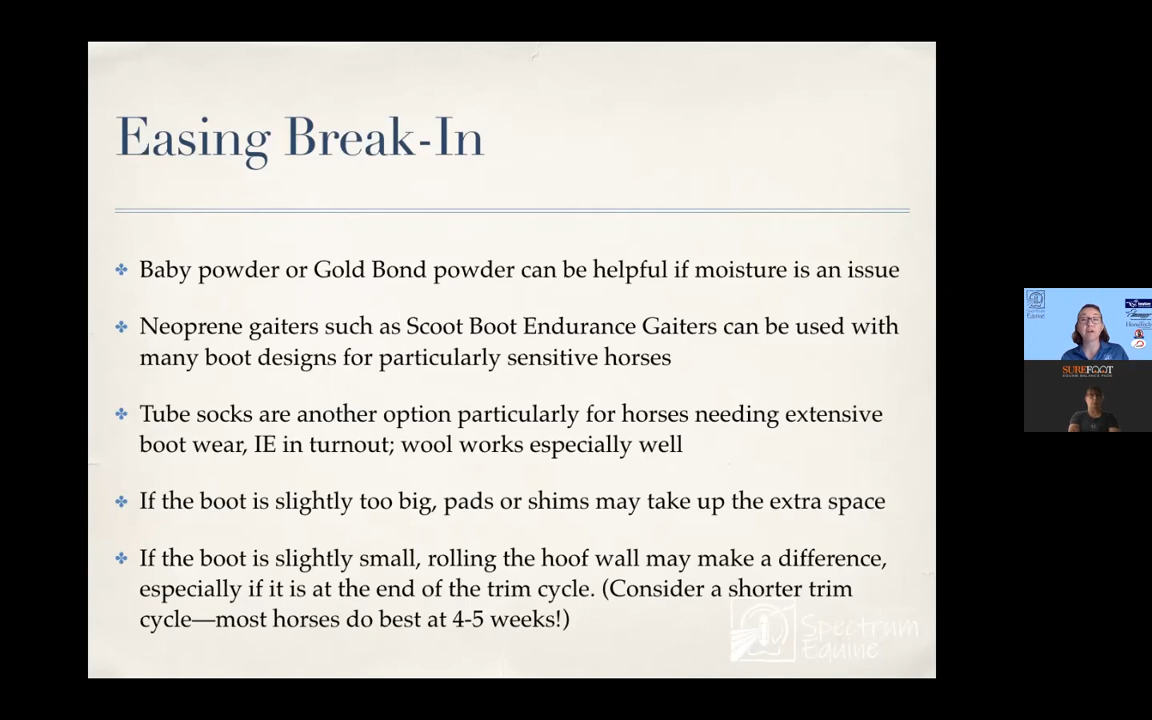 Easing Break-In
Baby powder or Gold Bond powder can be helpful if moisture is an issue
Neoprene gaiters such as Scoot Boot Endurance Gaiters can be used with
many boot designs for particularly sensitive horses
Tube socks are another option particularly for horses needing extensive
boot wear, IE in turnout; wool works especially well
If the boot is slightly too big, pads or shims may take up the extra space
If the boot is slightly small, rolling the hoof wall may make a difference,
especially if it is at the end of the trim cycle. (Consider a shorter trim
cycle—most horses do best at 4-5 weeks!)
Spectrum
Equine
SUREFOOT
EQUINE BALANCE PADS